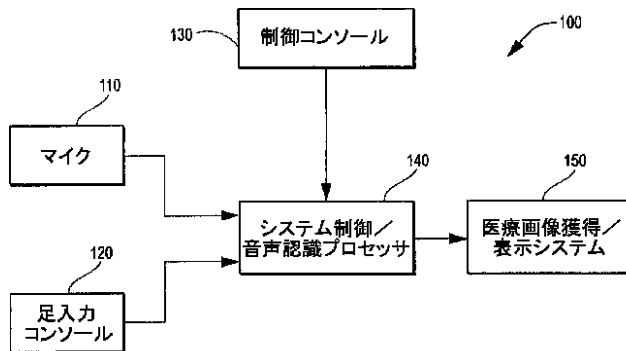 130
制御コンソール
100
110
マイク
140
システム制御／
音声認識プロセッサ
150
医療画像獲得／
表示システム
120
足入力
コンソール